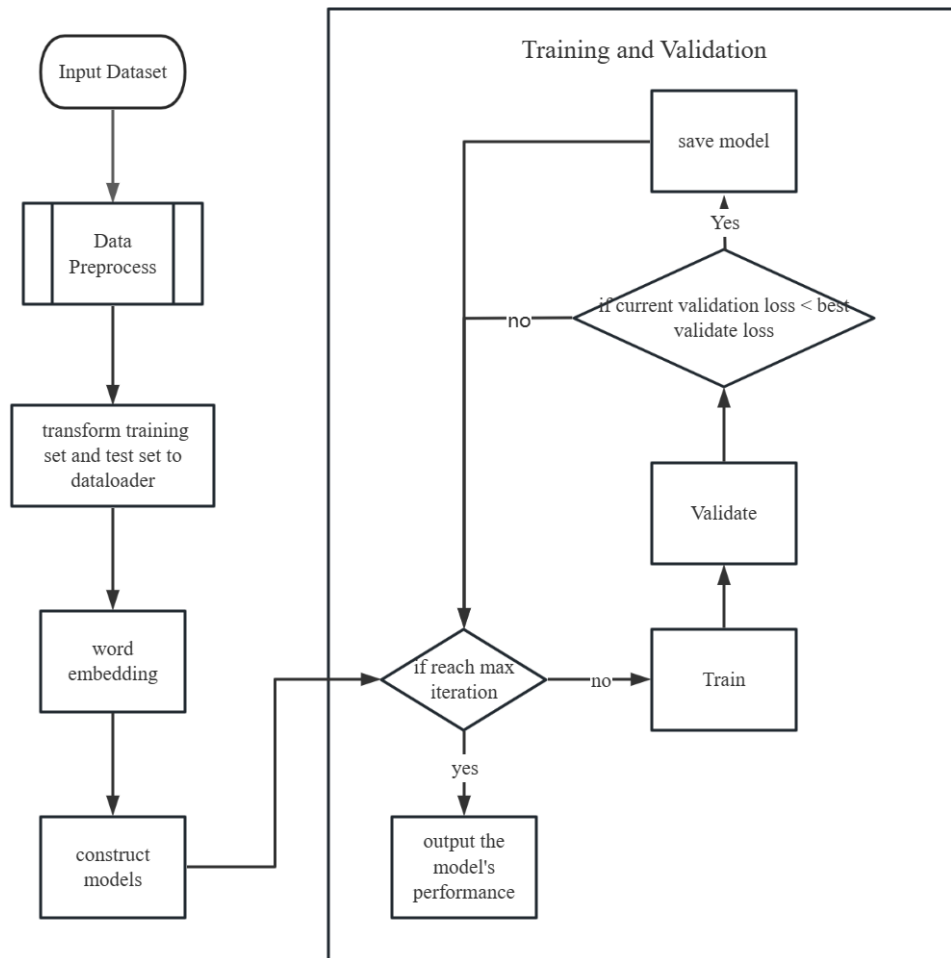 Input Dataset
Data
Preprocess
transform training
set and test set to
dataloader
word
embedding
construct
models
Training and Validation
save model
Yes
if current validation loss < best
validate loss
no
Validate
if reach max
iteration
no
Train
yes
output the
model's
performance